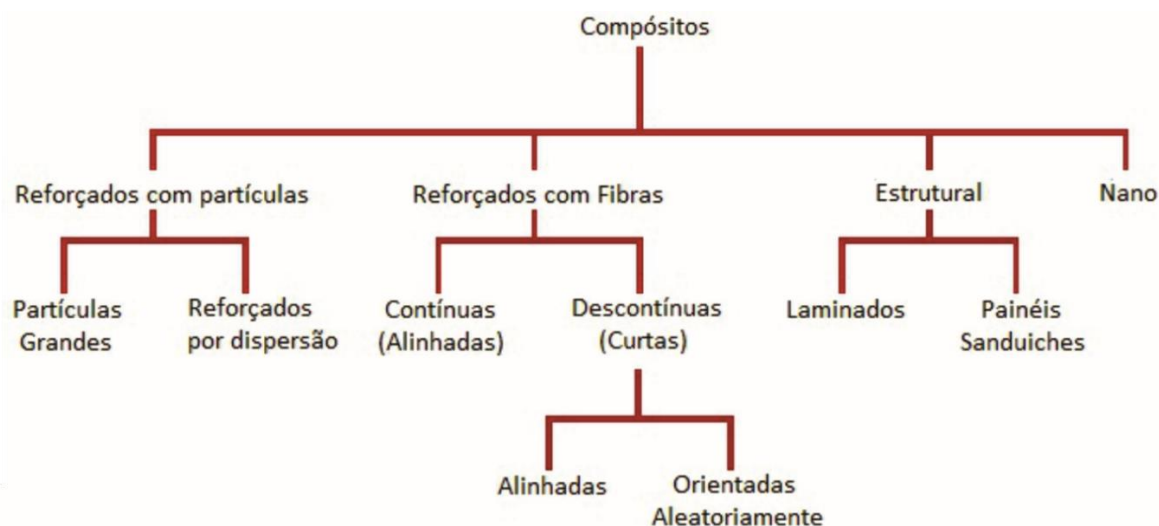 Compósitos
Reforçados com partículas
Reforçados com Fibras
Estrutural
Nano
Partículas
Grandes
Reforçados
por dispersão
Contínuas
(Alinhadas)
Descontínuas
(Curtas)
Laminados
Painéis
Sanduiches
Alinhadas
Orientadas
Aleatoriamente